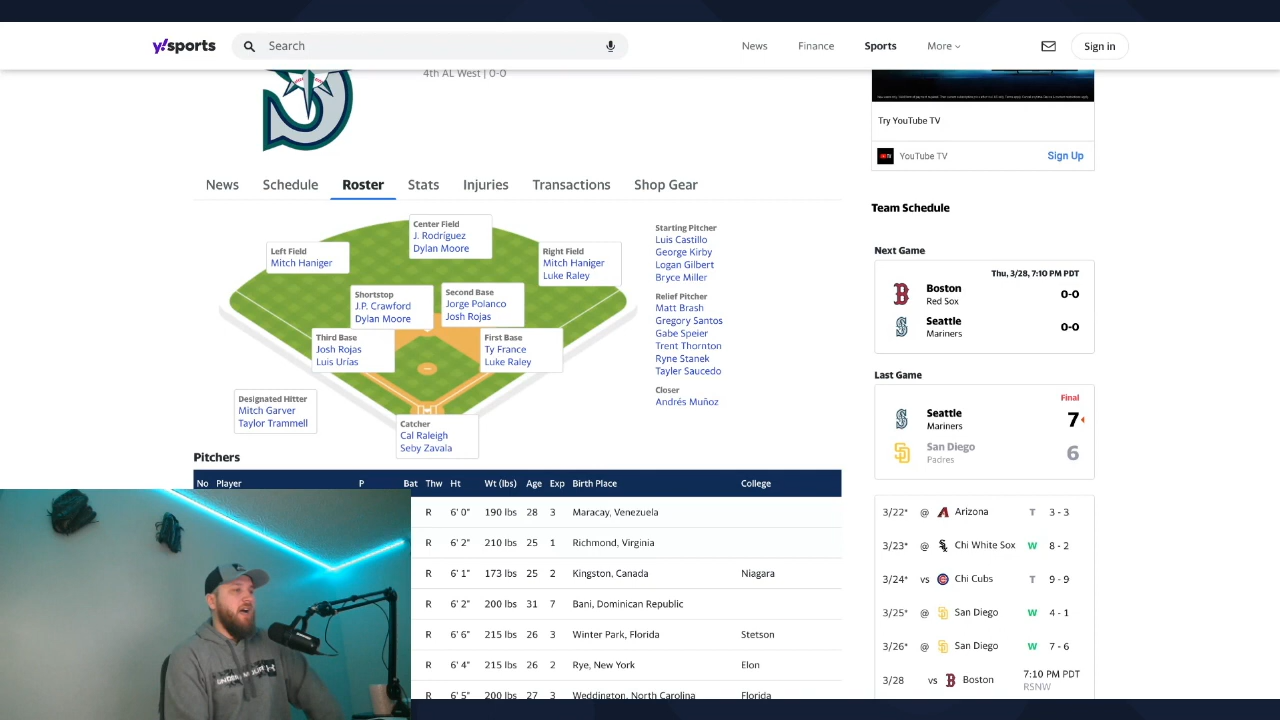 y!sports
Search
News
Finance
Sports
More
Sign in
4th AL West | 0-0
Try YouTube TV
YouTube TV
Sign Up
News
Schedule
Roster
Stats
Injuries
Transactions
Shop Gear
Center Field
J. Rodríguez
Dylan Moore
Left Field
Mitch Haniger
Right Field
Mitch Haniger
Luke Raley
Shortstop
J.P. Crawford
Dylan Moore
Second Base
Jorge Polanco
Josh Rojas
Third Base
Josh Rojas
Luis Urías
First Base
Ty France
Luke Raley
Designated Hitter
Mitch Garver
Taylor Trammell
Catcher
Cal Raleigh
Seby Zavala
Starting Pitcher
Luis Castillo
George Kirby
Logan Gilbert
Bryce Miller
Relief Pitcher
Matt Brash
Gregory Santos
Gabe Speier
Trent Thornton
Ryne Stanek
Tayler Saucedo
Closer
Andrés Muñoz
Team Schedule
Next Game
Thu, 3/28, 7:10 PM PDT
Boston 0-0
Red Sox
Seattle 0-0
Mariners
Last Game
Final
Seattle 7
Mariners
San Diego 6
Padres
3/22* @ Arizona T 3 - 3
3/23* @ Chi White Sox W 8 - 2
3/24* vs Chi Cubs T 9 - 9
3/25* @ San Diego W 4 - 1
3/26* @ San Diego W 7 - 6
3/28 vs Boston 7:10 PM PDT
RSNW
Pitchers
No Player P Bat Thw Ht Wt (lbs) Age Exp Birth Place College
R 6' 0" 190 lbs 28 3 Maracay, Venezuela
R 6' 2" 210 lbs 25 1 Richmond, Virginia
R 6' 1" 173 lbs 25 2 Kingston, Canada Niagara
R 6' 2" 200 lbs 31 7 Bani, Dominican Republic
R 6' 6" 215 lbs 26 3 Winter Park, Florida Stetson
R 6' 4" 215 lbs 26 2 Rye, New York Elon
R 6' 5" 200 lbs 27 3 Weddington, North Carolina Florida